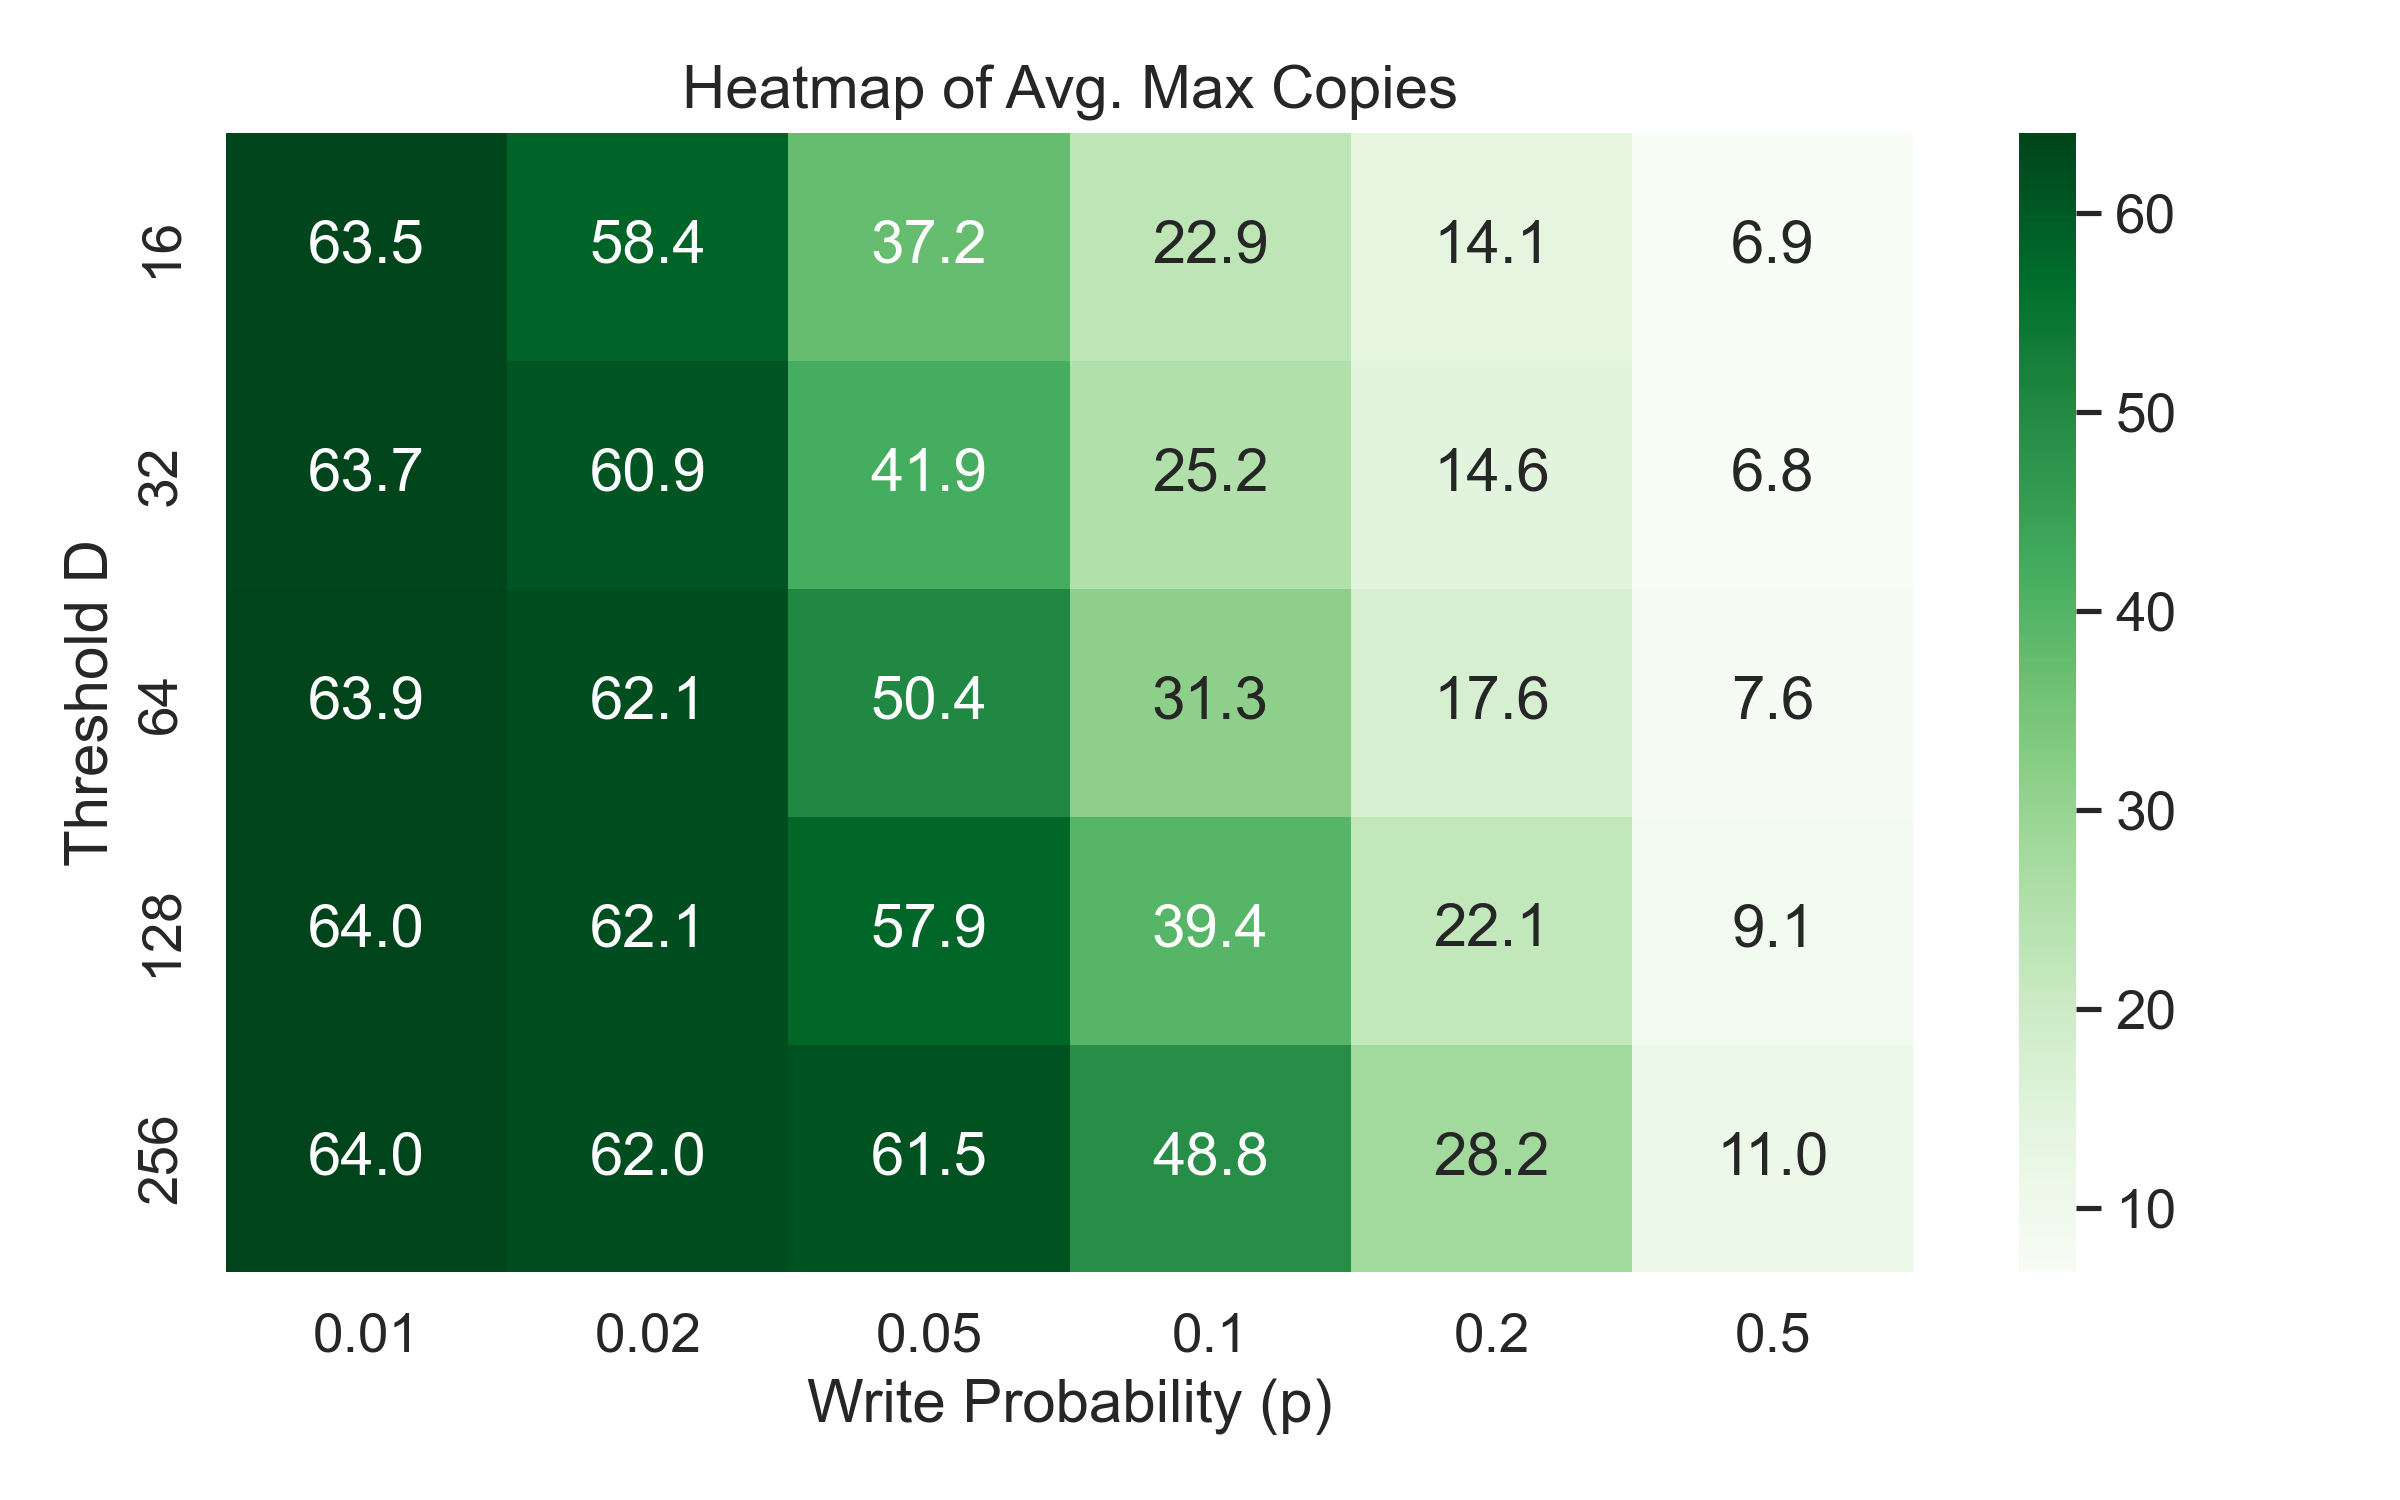 Heatmap of Avg. Max Copies
Threshold D
16 63.5 58.4 37.2 22.9 14.1 6.9
32 63.7 60.9 41.9 25.2 14.6 6.8
64 63.9 62.1 50.4 31.3 17.6 7.6
128 64.0 62.1 57.9 39.4 22.1 9.1
256 64.0 62.0 61.5 48.8 28.2 11.0
0.01 0.02 0.05 0.1 0.2 0.5
Write Probability (p)
60
50
40
30
20
10